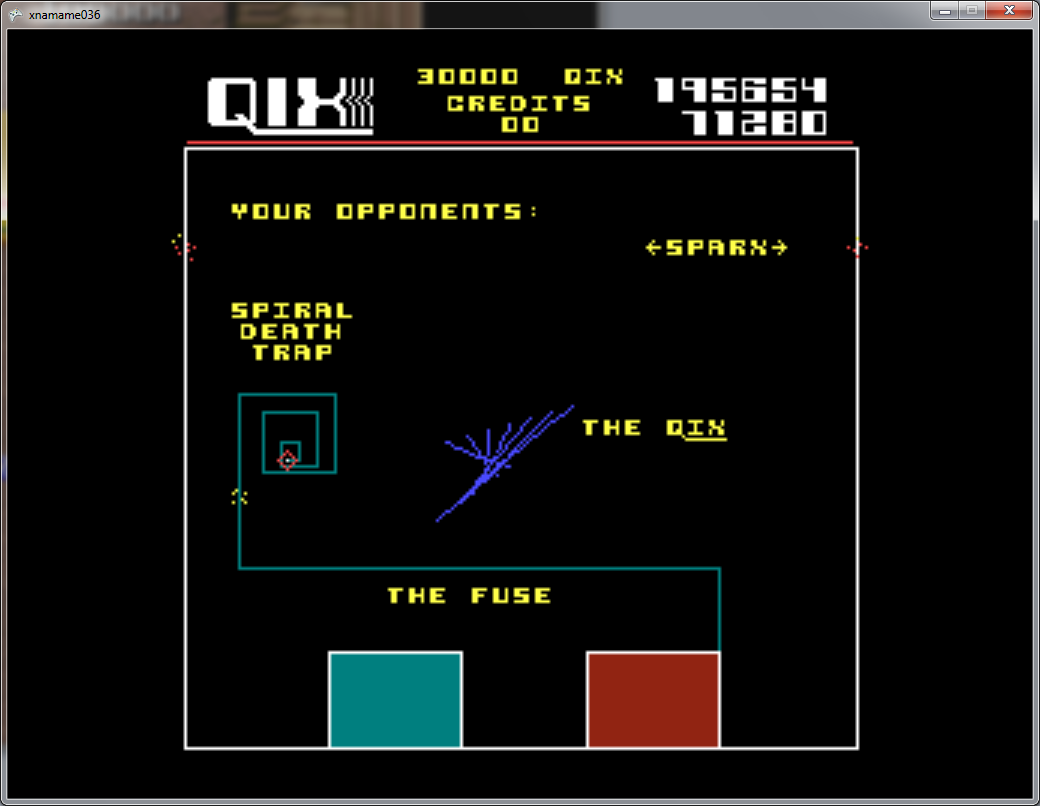 xnamame036
QIX
30000 QIX
CREDITS
00
195654
71280
YOUR OPPONENTS:
←SPARX→
SPIRAL
DEATH
TRAP
THE QIX
THE FUSE